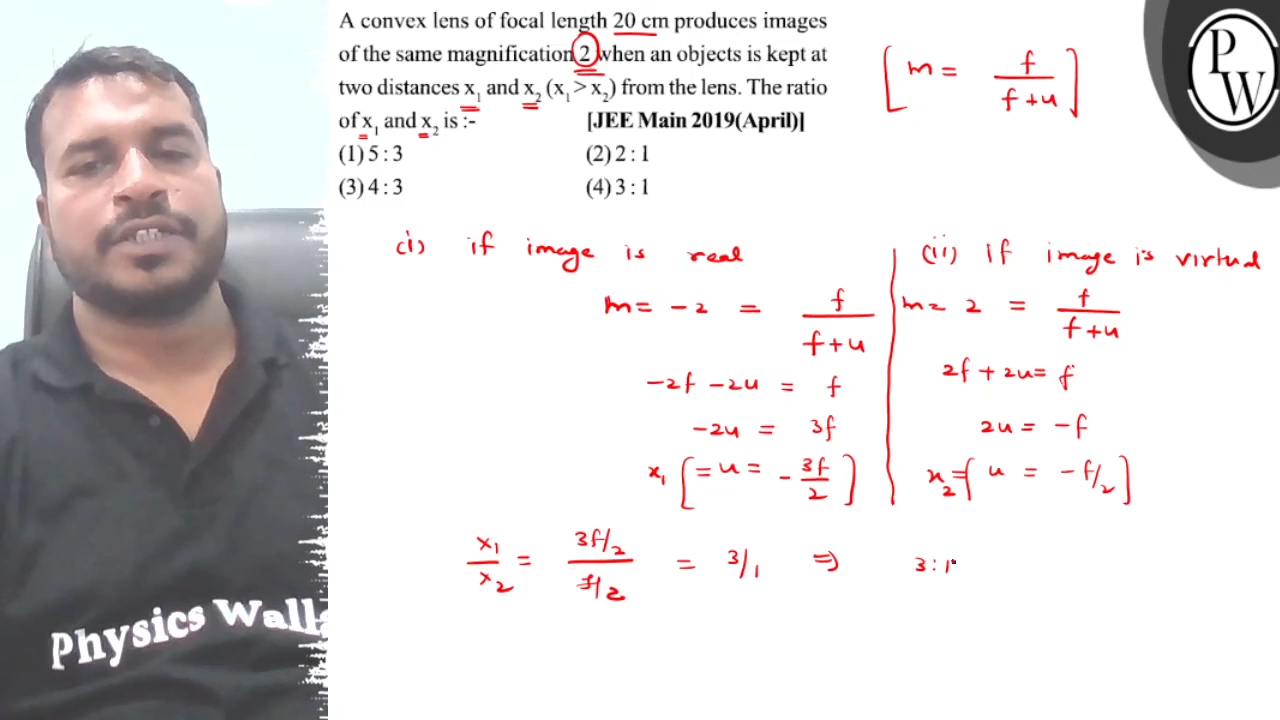 A convex lens of focal length 20 cm produces images
of the same magnification 2 when an objects is kept at
two distances x₁ and x₂ (x₁ > x₂) from the lens. The ratio
of x₁ and x₂ is :- [JEE Main 2019(April)]
(1) 5 : 3 (2) 2 : 1
(3) 4 : 3 (4) 3 : 1
[m = f/(f+u)]
PW
(i) if image is real
m = -2 = f/(f+u)
-2f -2u = f
-2u = 3f
x₁ [= u = -3f/2]
(ii) if image is virtual
m = 2 = f/(f+u)
2f + 2u = f
2u = -f
x₂ = [u = -f/2]
x₁/x₂ = (3f/2)/(f/2) = 3/1 ⇒ 3:1
Physics Walla